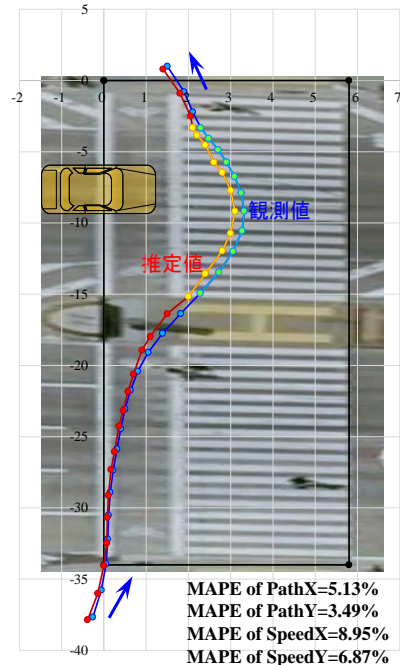 5
0
-2 -1 0 1 2 3 4 5 6 7
-5
観測値
-10
推定値
-15
-20
-25
-30
-35
MAPE of PathX=5.13%
MAPE of PathY=3.49%
MAPE of SpeedX=8.95%
-40
MAPE of SpeedY=6.87%